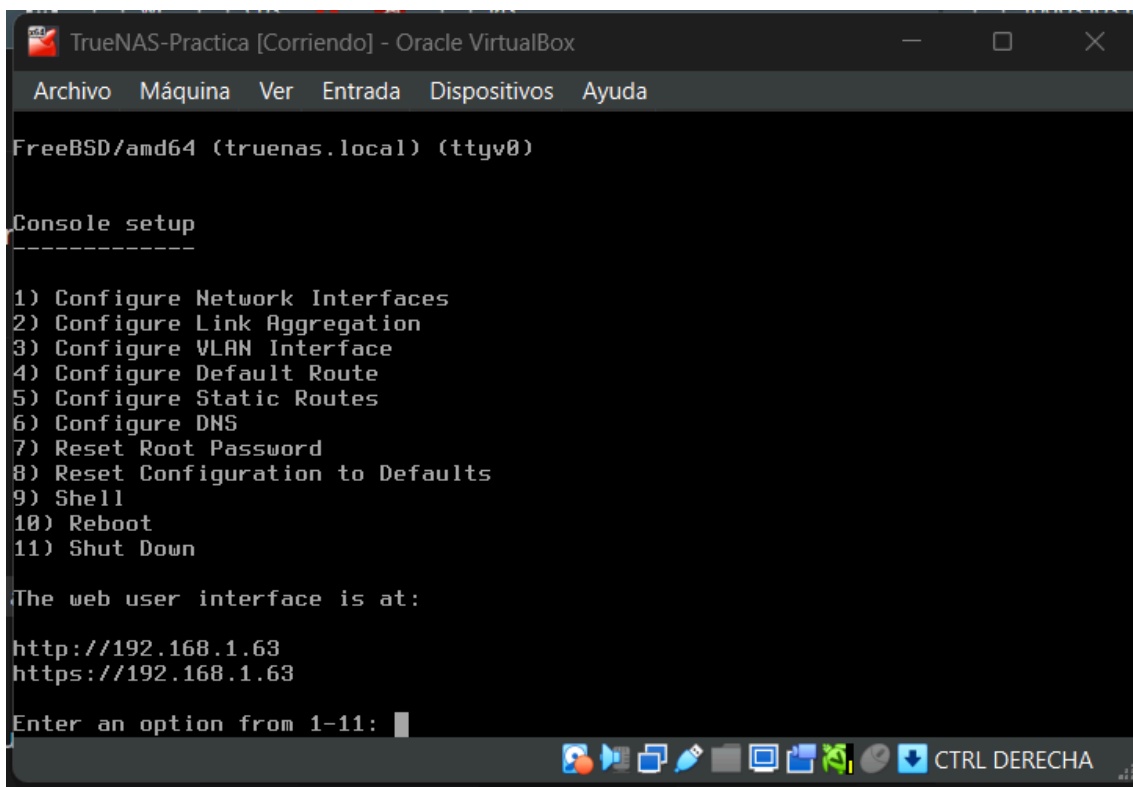 TrueNAS-Practica [Corriendo] - Oracle VirtualBox
Archivo Máquina Ver Entrada Dispositivos Ayuda
FreeBSD/amd64 (truenas.local) (ttyv0)
Console setup
-------------
1) Configure Network Interfaces
2) Configure Link Aggregation
3) Configure VLAN Interface
4) Configure Default Route
5) Configure Static Routes
6) Configure DNS
7) Reset Root Password
8) Reset Configuration to Defaults
9) Shell
10) Reboot
11) Shut Down
The web user interface is at:
http://192.168.1.63
https://192.168.1.63
Enter an option from 1-11:
CTRL DERECHA